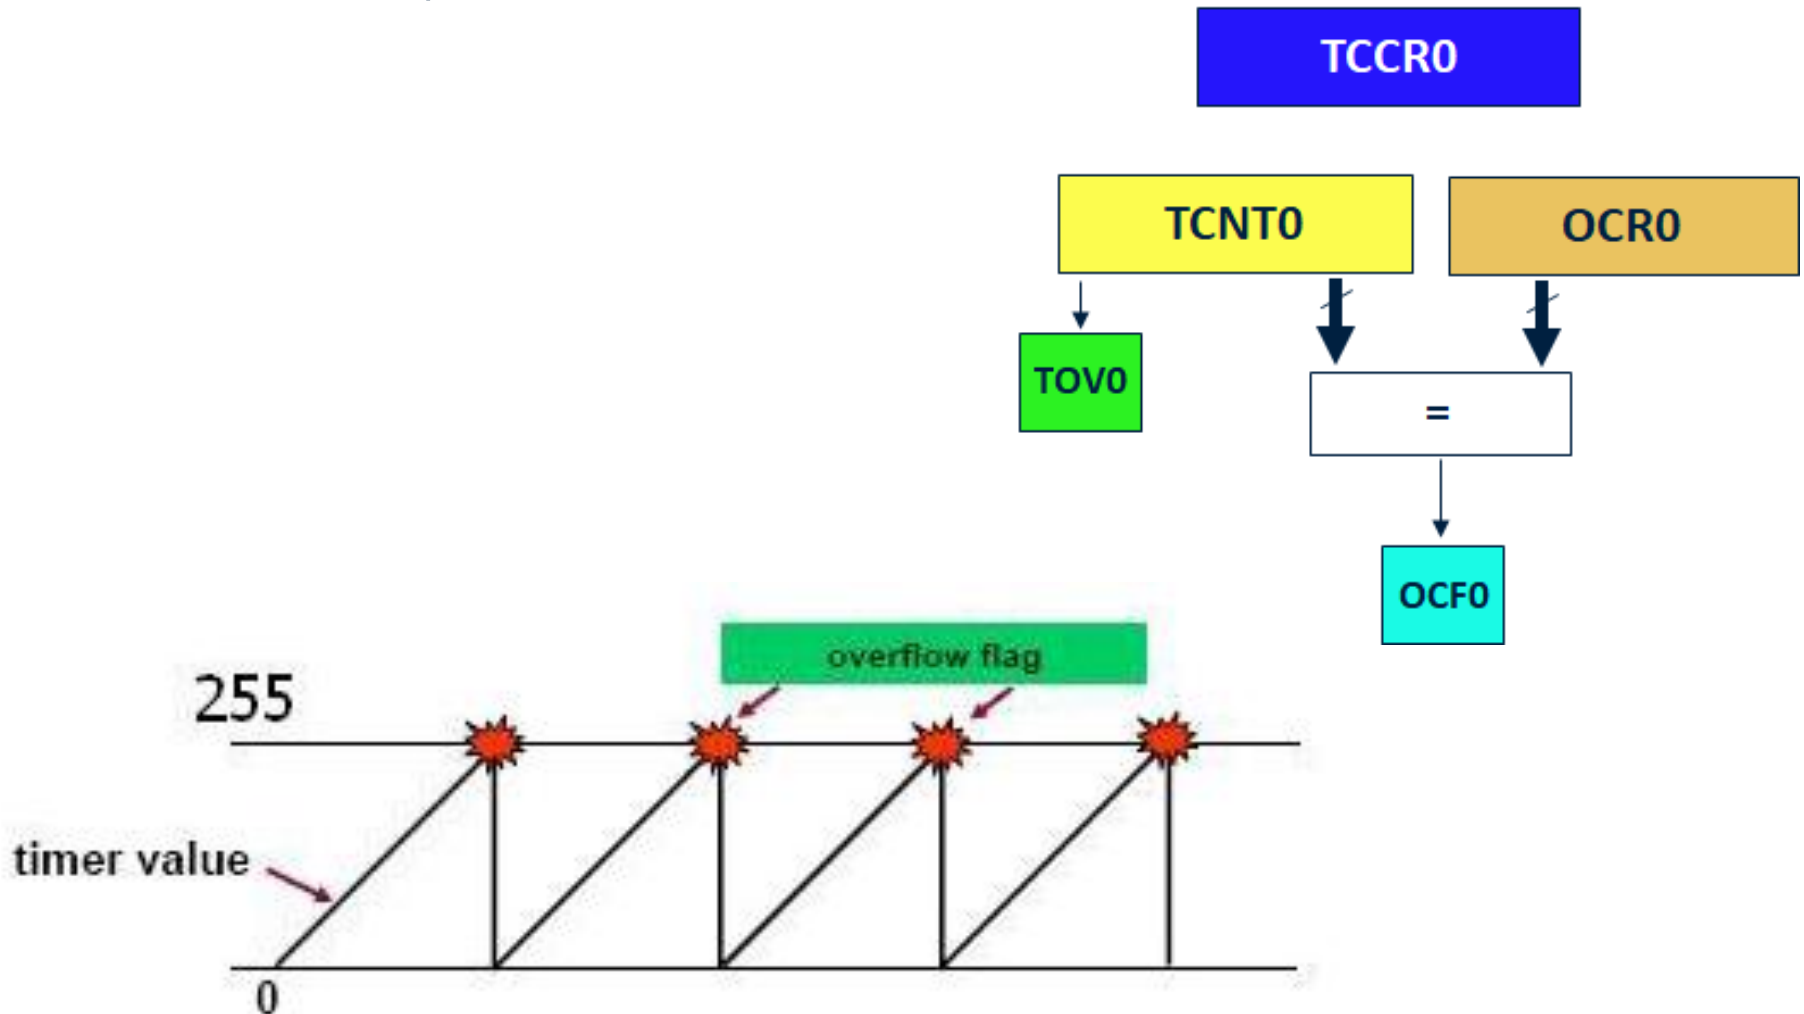 TCCR0
TCNT0
OCR0
TOV0
=
OCF0
overflow flag
255
timer value
0